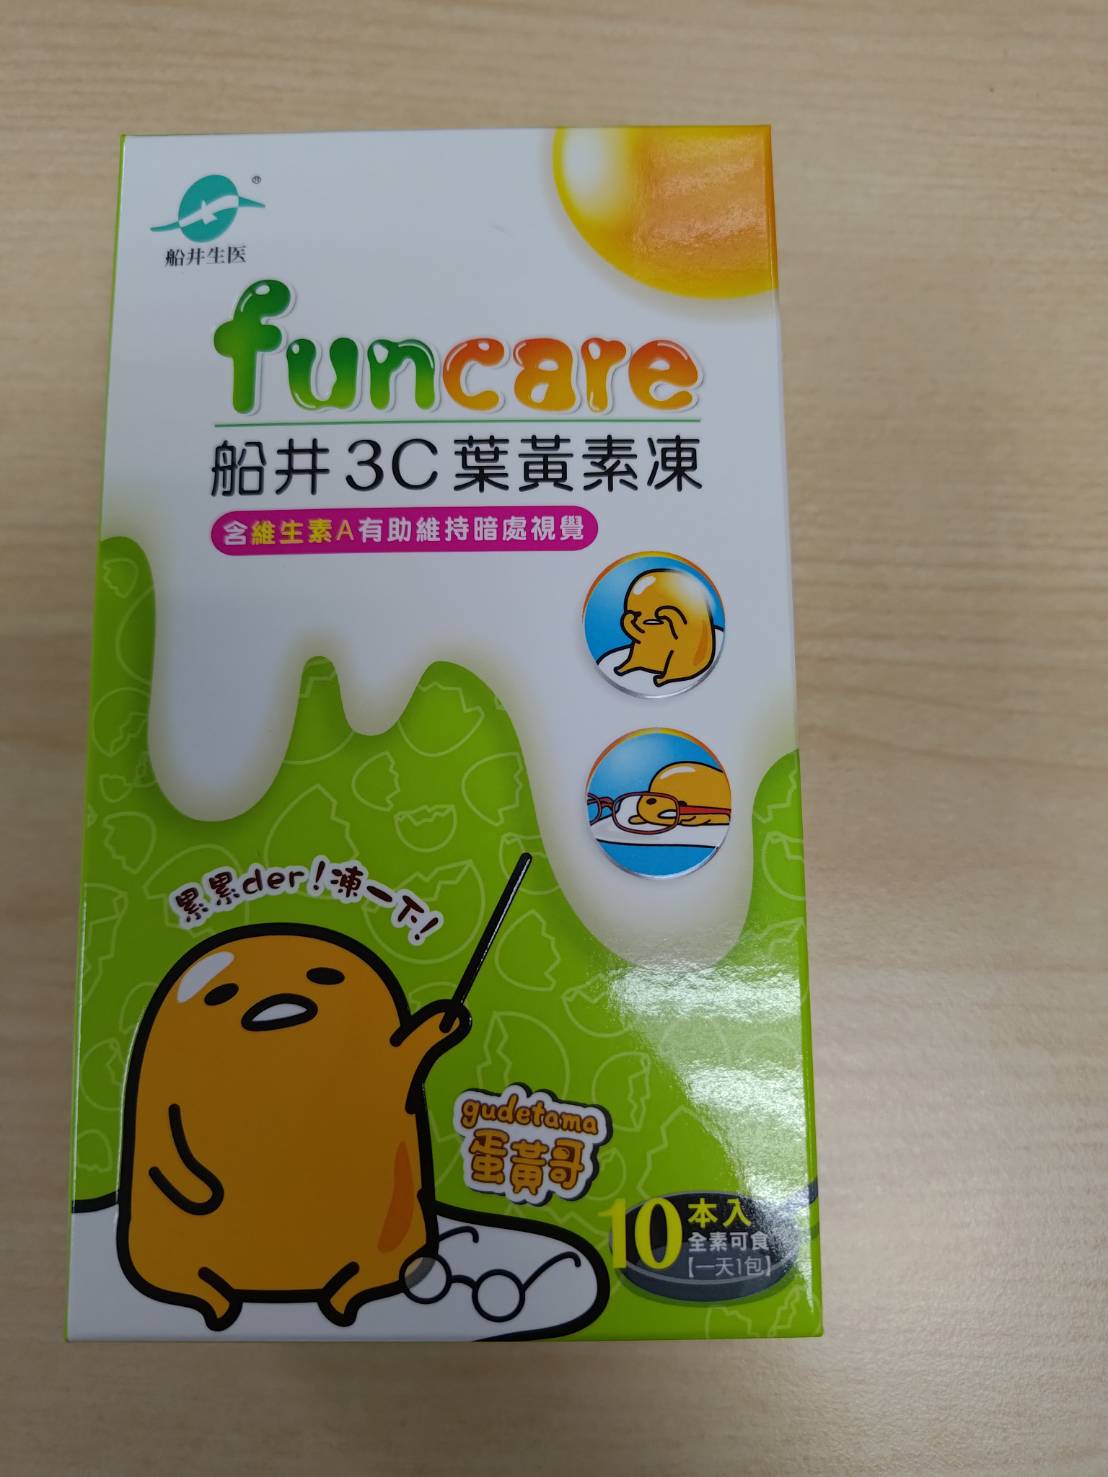 船井生医
funcare
船井3C葉黃素凍
含維生素A有助維持暗處視覺
累累der!凍一下!
gudetama
蛋黃哥
10本入
全素可食
【一天1包】